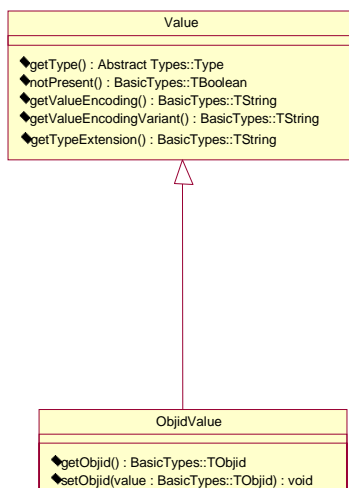 Value
getType() : Abstract Types::Type
notPresent() : BasicTypes::TBoolean
getValueEncoding() : BasicTypes::TString
getValueEncodingVariant() : BasicTypes::TString
getTypeExtension() : BasicTypes::TString
ObjidValue
getObjid() : BasicTypes::TObjid
setObjid(value : BasicTypes::TObjid) : void